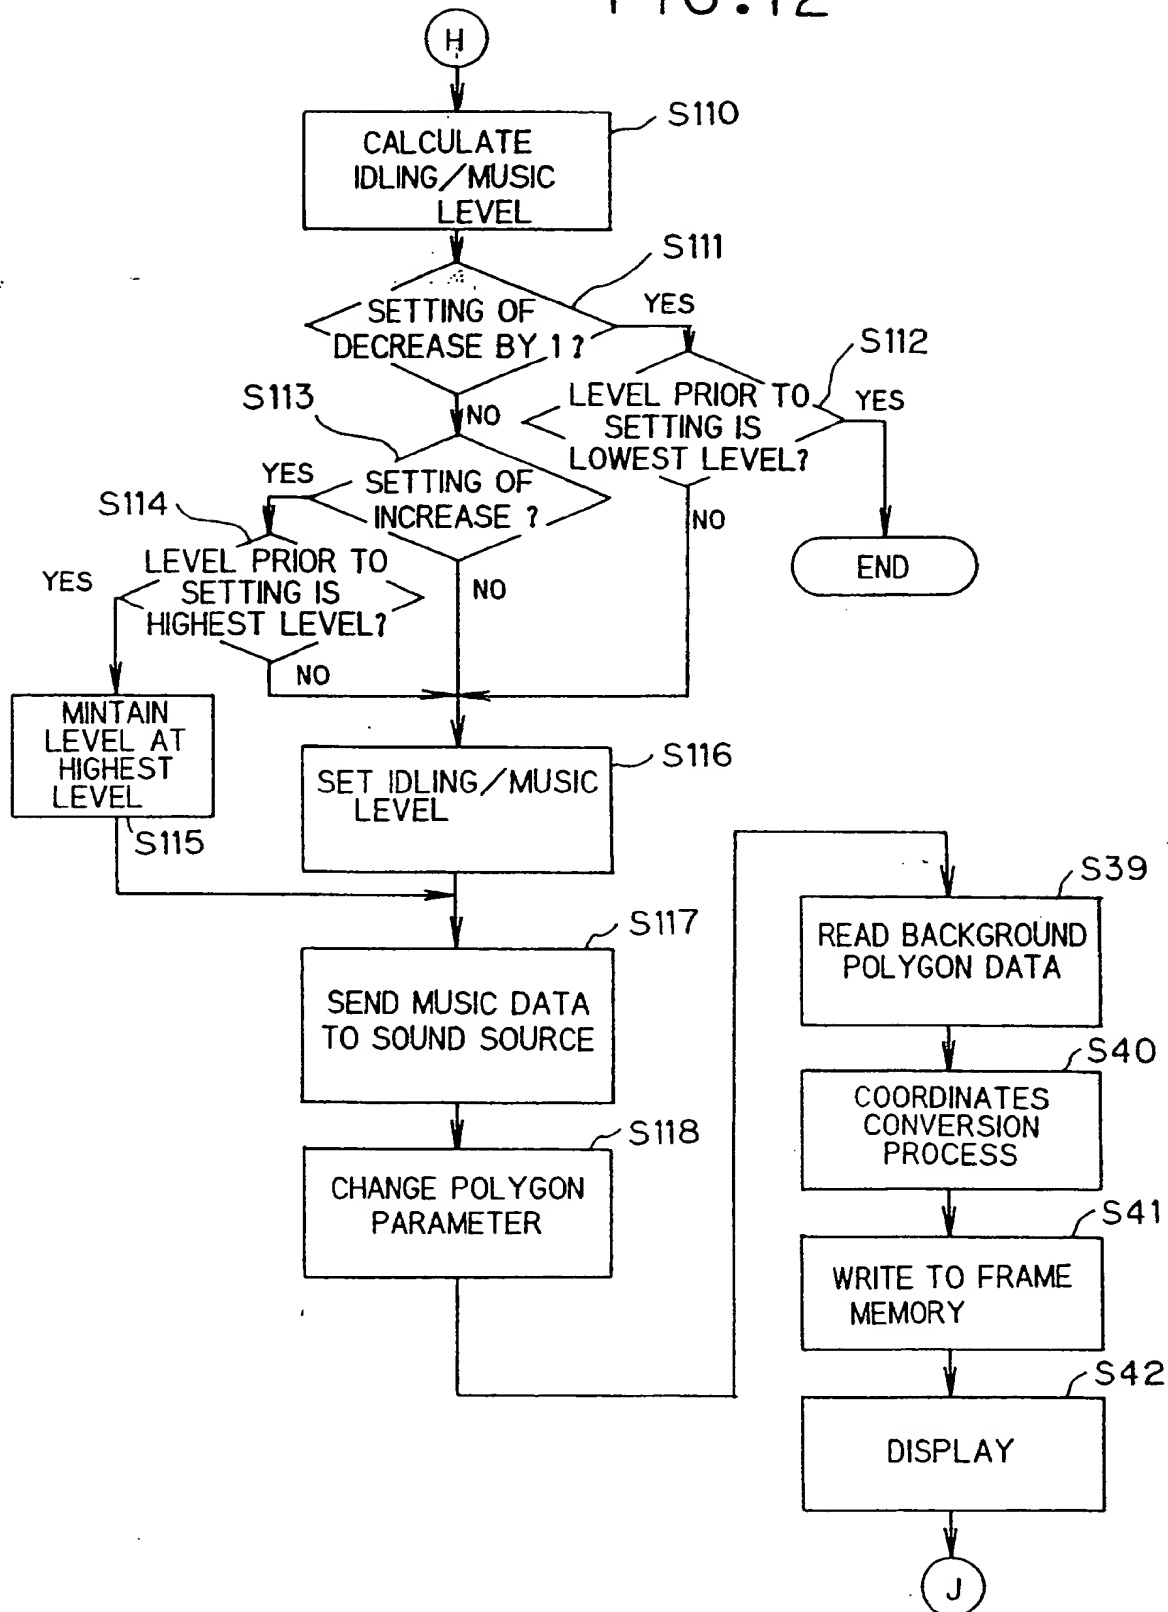 FIG.12
H
S110
CALCULATE
IDLING/MUSIC
LEVEL
S111
SETTING OF
DECREASE BY 1 ?
YES
NO
S112
LEVEL PRIOR TO
SETTING IS
LOWEST LEVEL?
YES
NO
END
S113
SETTING OF
INCREASE ?
YES
NO
S114
LEVEL PRIOR TO
SETTING IS
HIGHEST LEVEL?
YES
NO
MINTAIN
LEVEL AT
HIGHEST
LEVEL
S115
S116
SET IDLING/MUSIC
LEVEL
S117
SEND MUSIC DATA
TO SOUND SOURCE
S118
CHANGE POLYGON
PARAMETER
S39
READ BACKGROUND
POLYGON DATA
S40
COORDINATES
CONVERSION
PROCESS
S41
WRITE TO FRAME
MEMORY
S42
DISPLAY
J